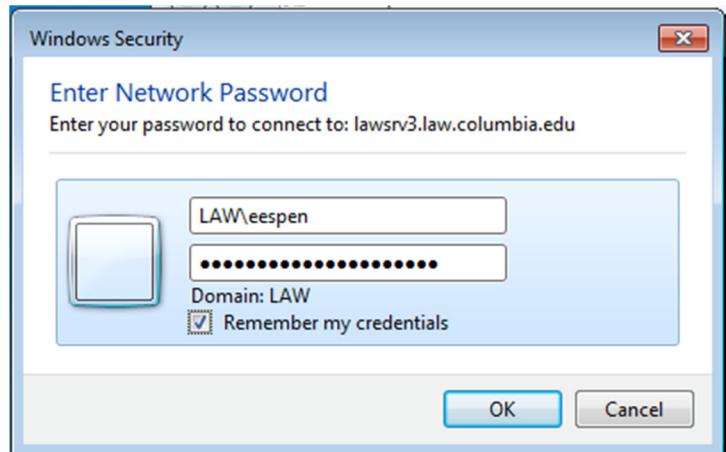 Windows Security
Enter Network Password
Enter your password to connect to: lawsrv3.law.columbia.edu
LAW\eespen
●●●●●●●●●●●●●●●●●●●●●
Domain: LAW
Remember my credentials
OK
Cancel